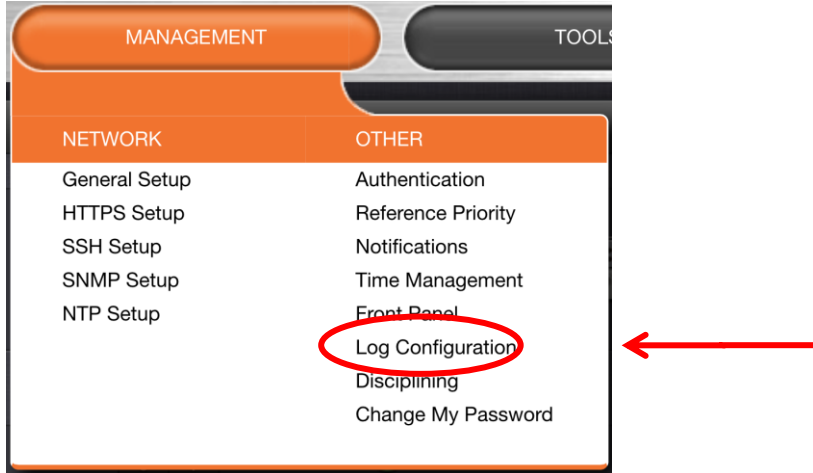 MANAGEMENT
TOOLS
NETWORK
General Setup
HTTPS Setup
SSH Setup
SNMP Setup
NTP Setup
OTHER
Authentication
Reference Priority
Notifications
Time Management
Front Panel
Log Configuration
Disciplining
Change My Password